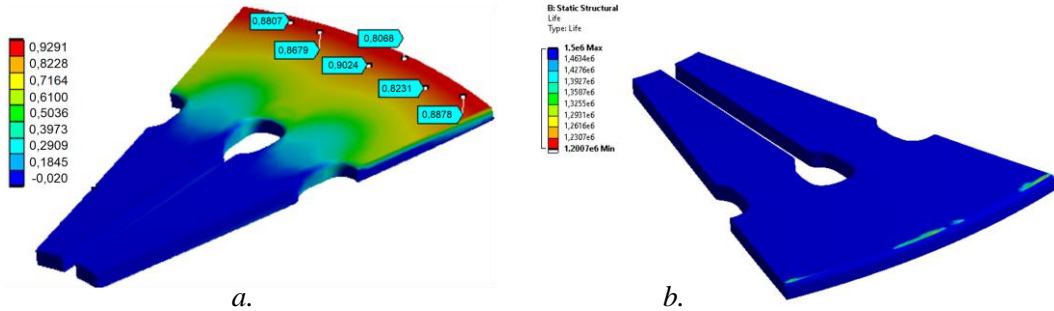 0,8807
0,8068
0,8679
0,9024
0,8231
0,8878
0,9291
0,8228
0,7164
0,6100
0,5036
0,3973
0,2909
0,1845
-0,020
a.
B: Static Structural
Life
Type: Life
1,5e6 Max
1,4634e6
1,4276e6
1,3927e6
1,3587e6
1,3255e6
1,2931e6
1,2616e6
1,2307e6
1,2007e6 Min
b.